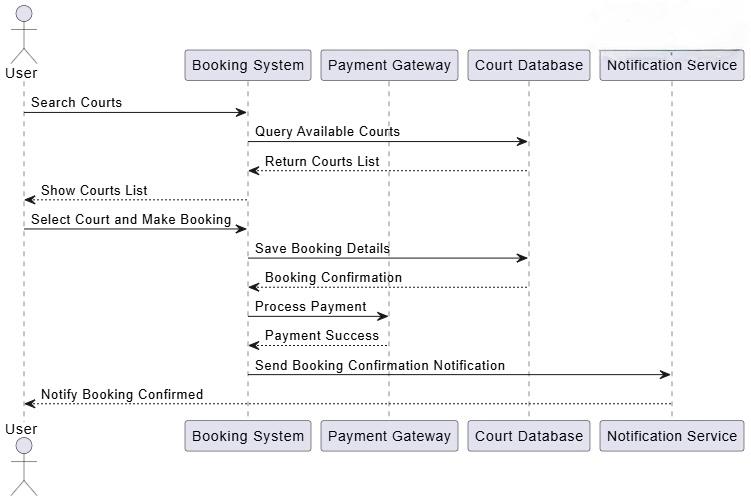 User
Booking System
Payment Gateway
Court Database
Notification Service
Search Courts
Query Available Courts
Return Courts List
Show Courts List
Select Court and Make Booking
Save Booking Details
Booking Confirmation
Process Payment
Payment Success
Send Booking Confirmation Notification
Notify Booking Confirmed
User
Booking System
Payment Gateway
Court Database
Notification Service